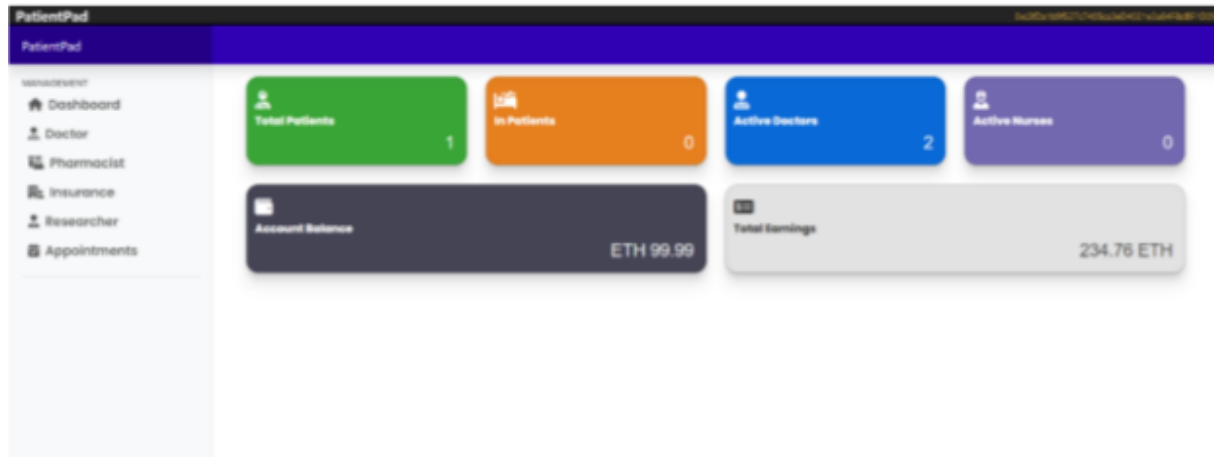 PatientPad
PatientPad
MANAGEMENT
Dashboard
Doctor
Pharmacist
Insurance
Researcher
Appointments
Total Patients
1
In Patients
0
Active Doctors
2
Active Nurses
0
Account Balance
ETH 99.99
Total Earnings
234.76 ETH